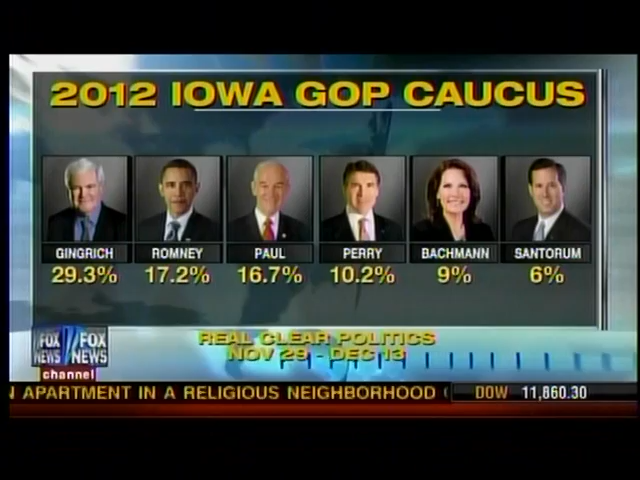 2012 IOWA GOP CAUCUS
GINGRICH ROMNEY PAUL PERRY BACHMANN SANTORUM
29.3% 17.2% 16.7% 10.2% 9% 6%
REAL CLEAR POLITICS
NOV 29 - DEC 13
FOX NEWS FOX NEWS
channel
N APARTMENT IN A RELIGIOUS NEIGHBORHOOD ( DOW 11,860.30